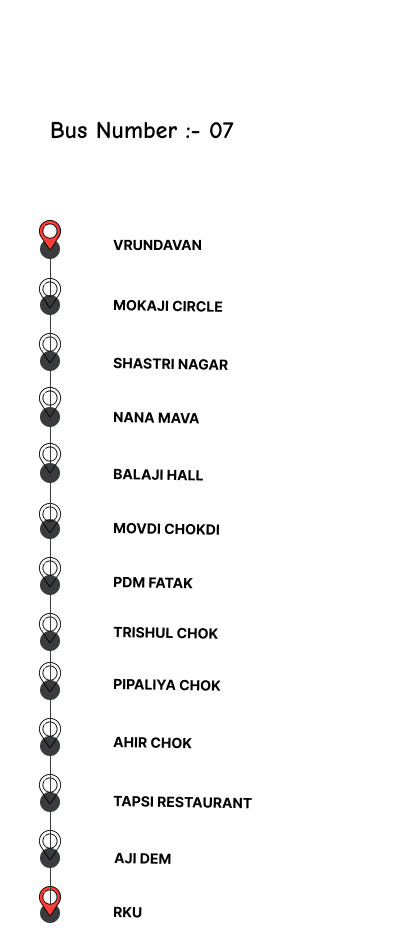 Bus Number :- 07
VRUNDAVAN
MOKAJI CIRCLE
SHASTRI NAGAR
NANA MAVA
BALAJI HALL
MOVDI CHOKDI
PDM FATAK
TRISHUL CHOK
PIPALIYA CHOK
AHIR CHOK
TAPSI RESTAURANT
AJI DEM
RKU